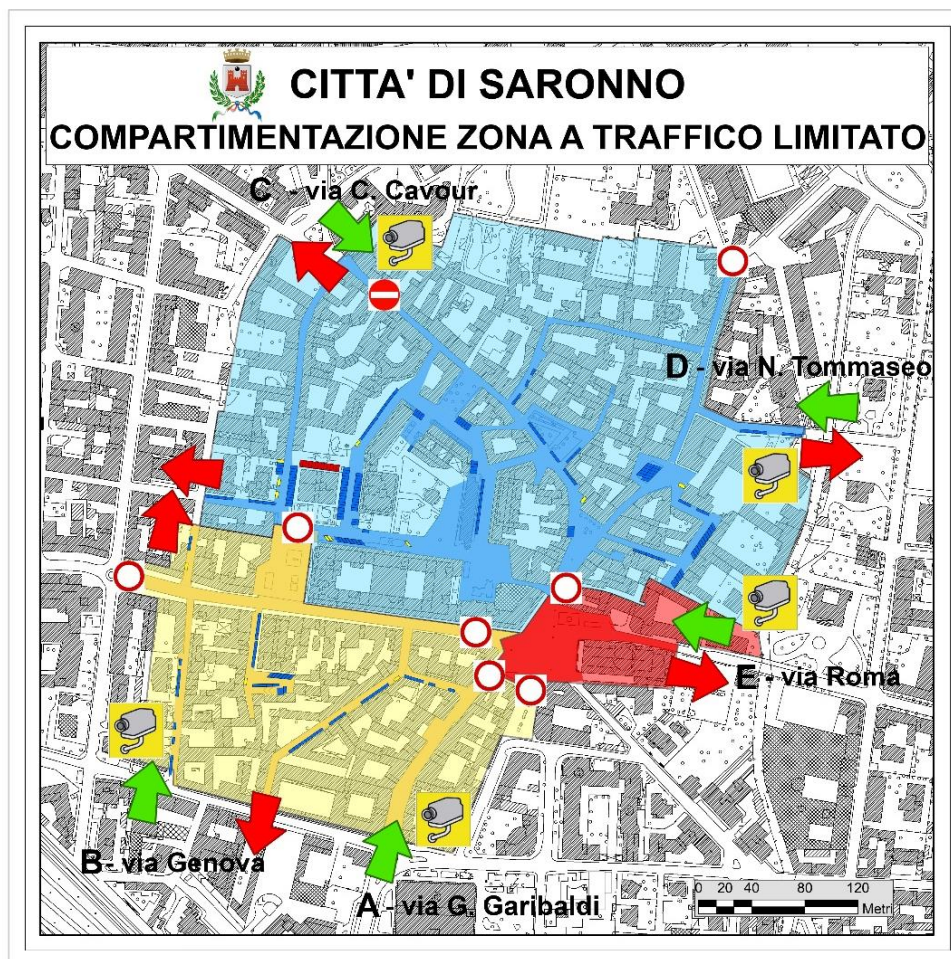 CITTA' DI SARONNO
COMPARTIMENTAZIONE ZONA A TRAFFICO LIMITATO
C - via C. Cavour
D - via N. Tommaseo
E - via Roma
B - via Genova
A - via G. Garibaldi
0 20 40 80 120
Metri